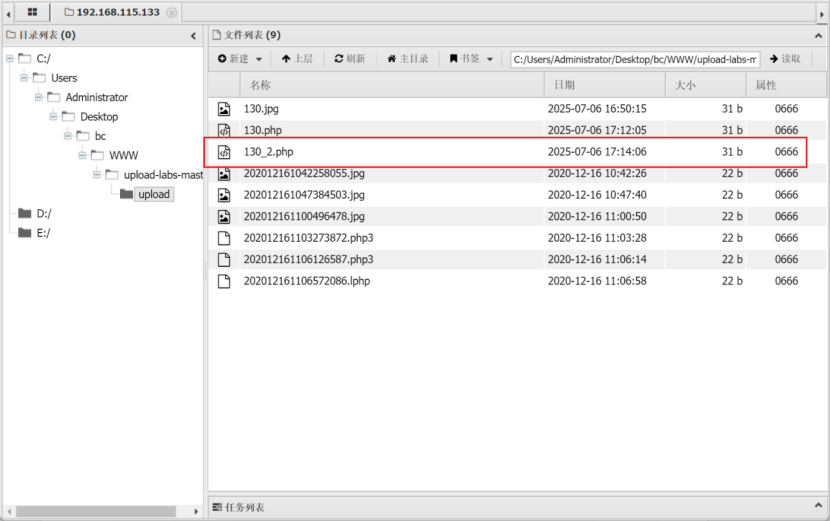 192.168.115.133
目录列表 (0)
C:/
Users
Administrator
Desktop
bc
WWW
upload-labs-mast
upload
D:/
E:/
文件列表 (9)
新建 上层 刷新 主目录 书签 C:/Users/Administrator/Desktop/bc/WWW/upload-labs-m 读取
名称 日期 大小 属性
130.jpg 2025-07-06 16:50:15 31 b 0666
130.php 2025-07-06 17:12:05 31 b 0666
130_2.php 2025-07-06 17:14:06 31 b 0666
202012161042258055.jpg 2020-12-16 10:42:26 22 b 0666
202012161047384503.jpg 2020-12-16 10:47:40 22 b 0666
202012161100496478.jpg 2020-12-16 11:00:50 22 b 0666
202012161103273872.php3 2020-12-16 11:03:28 22 b 0666
202012161106126587.php3 2020-12-16 11:06:14 22 b 0666
202012161106572086.lphp 2020-12-16 11:06:58 22 b 0666
任务列表